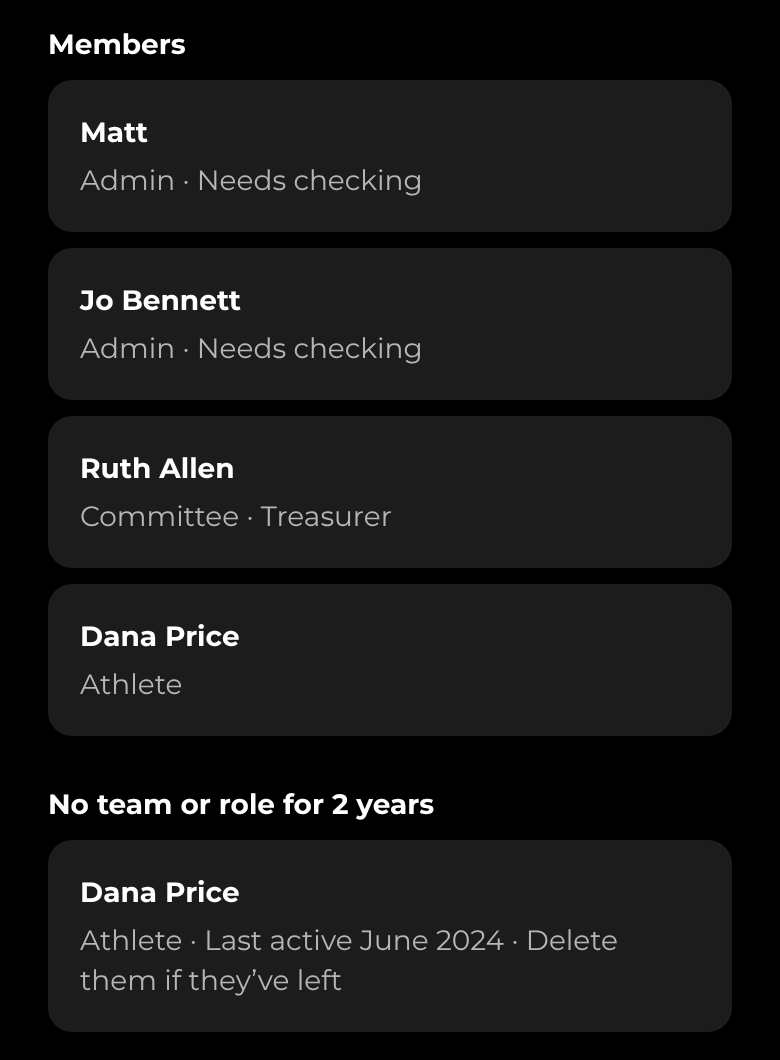 Members
Matt
Admin · Needs checking
Jo Bennett
Admin · Needs checking
Ruth Allen
Committee · Treasurer
Dana Price
Athlete
No team or role for 2 years
Dana Price
Athlete · Last active June 2024 · Delete
them if they’ve left